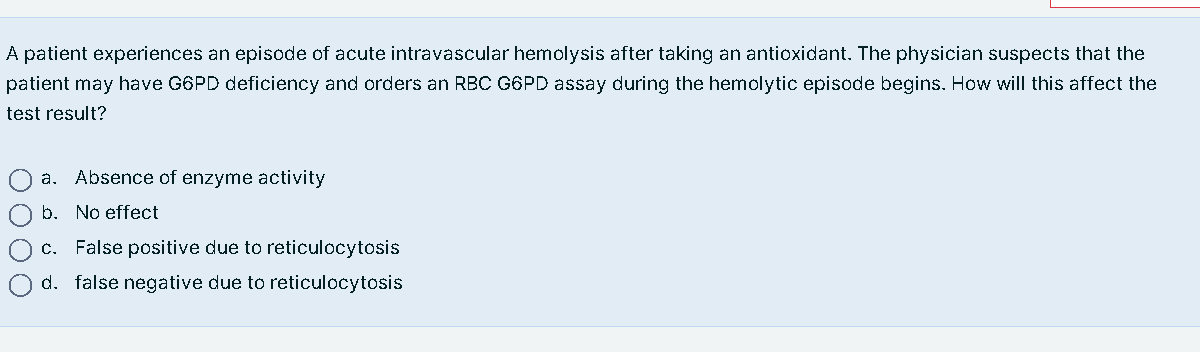 A patient experiences an episode of acute intravascular hemolysis after taking an antioxidant. The physician suspects that the
patient may have G6PD deficiency and orders an RBC G6PD assay during the hemolytic episode begins. How will this affect the
test result?
a. Absence of enzyme activity
b. No effect
c. False positive due to reticulocytosis
d. false negative due to reticulocytosis